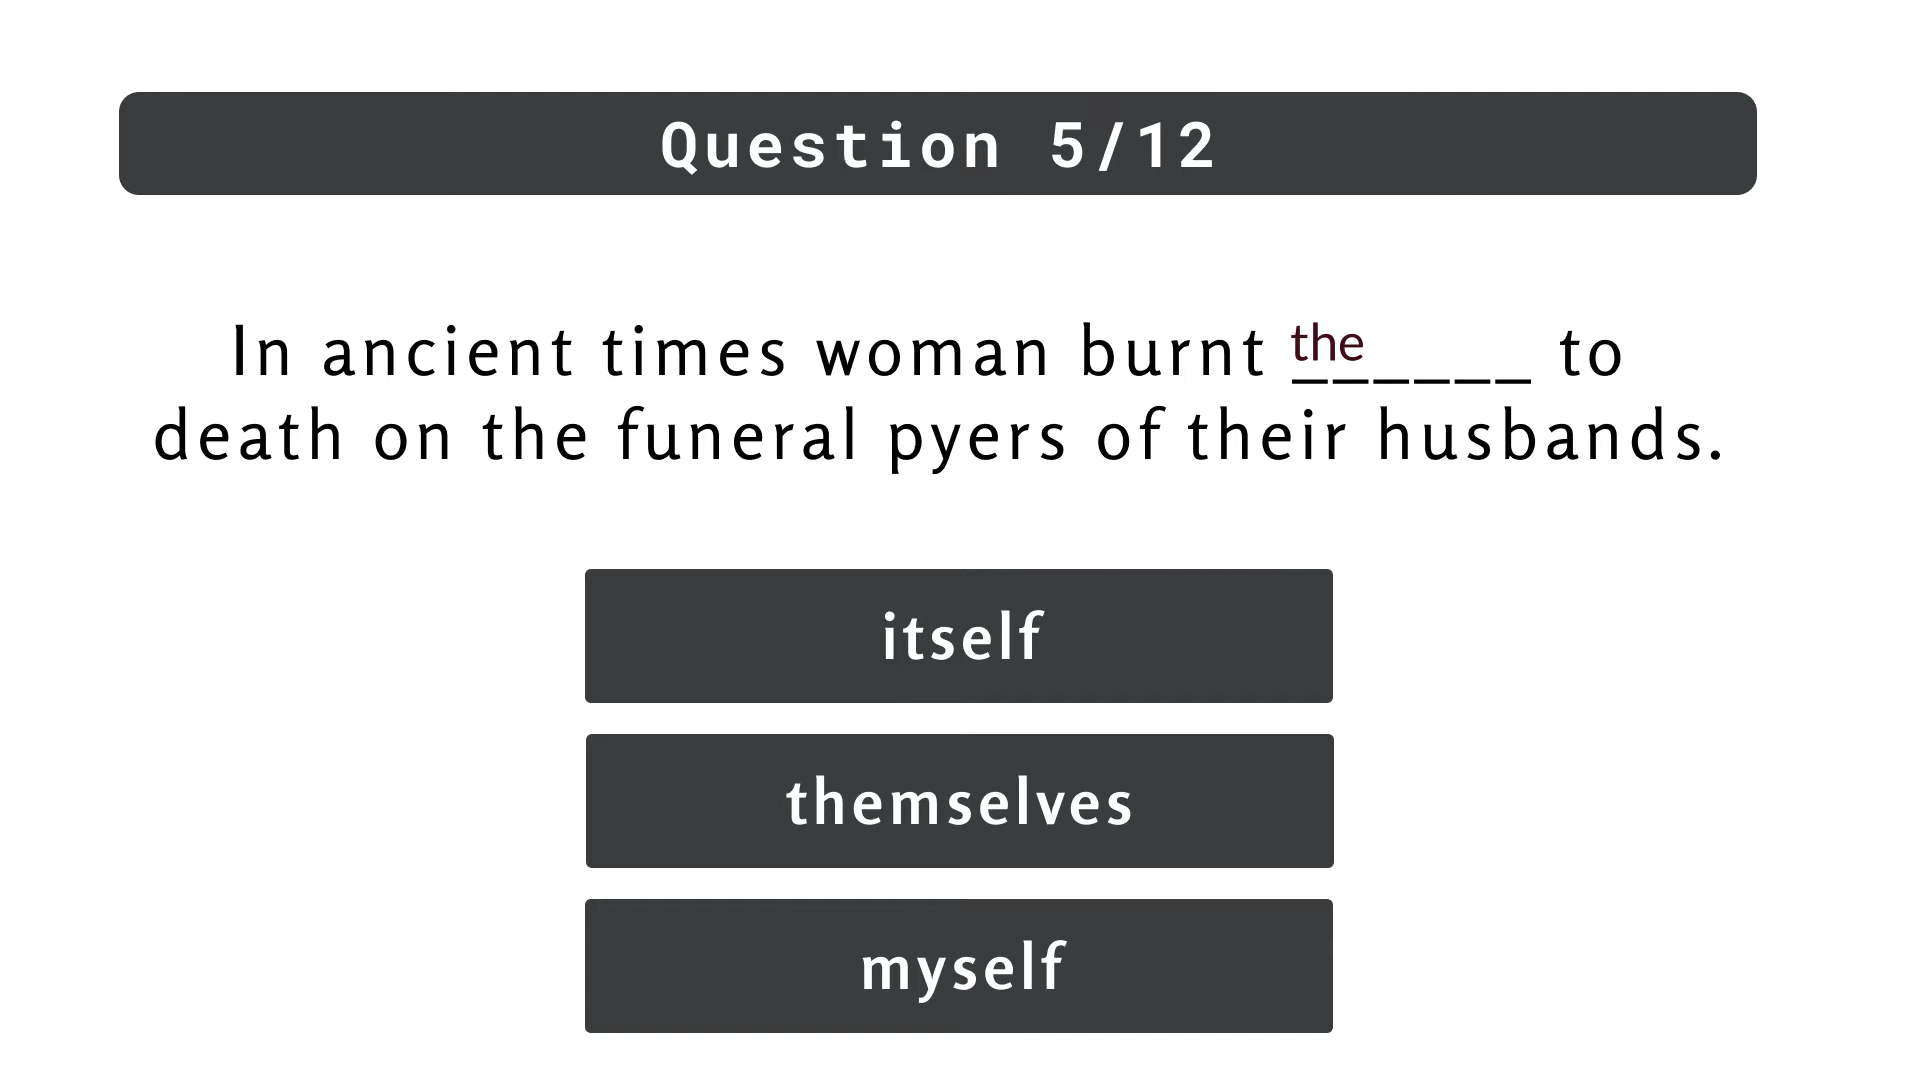 Question 5/12
In ancient times woman burnt the______ to
death on the funeral pyers of their husbands.
itself
themselves
myself